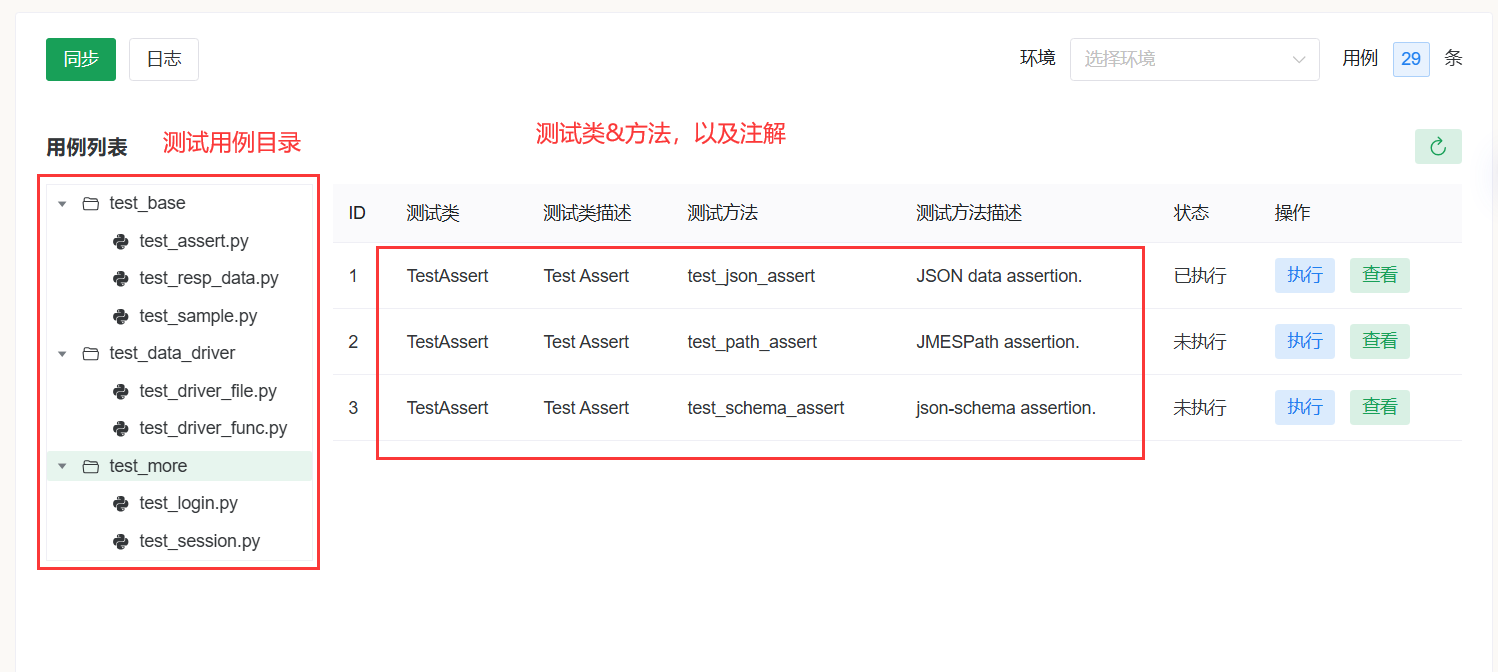 同步 日志 环境 选择环境 用例 29 条
用例列表 测试用例目录 测试类&方法，以及注解
test_base
test_assert.py
test_resp_data.py
test_sample.py
test_data_driver
test_driver_file.py
test_driver_func.py
test_more
test_login.py
test_session.py
ID 测试类 测试类描述 测试方法 测试方法描述 状态 操作
1 TestAssert Test Assert test_json_assert JSON data assertion. 已执行 执行 查看
2 TestAssert Test Assert test_path_assert JMESPath assertion. 未执行 执行 查看
3 TestAssert Test Assert test_schema_assert json-schema assertion. 未执行 执行 查看